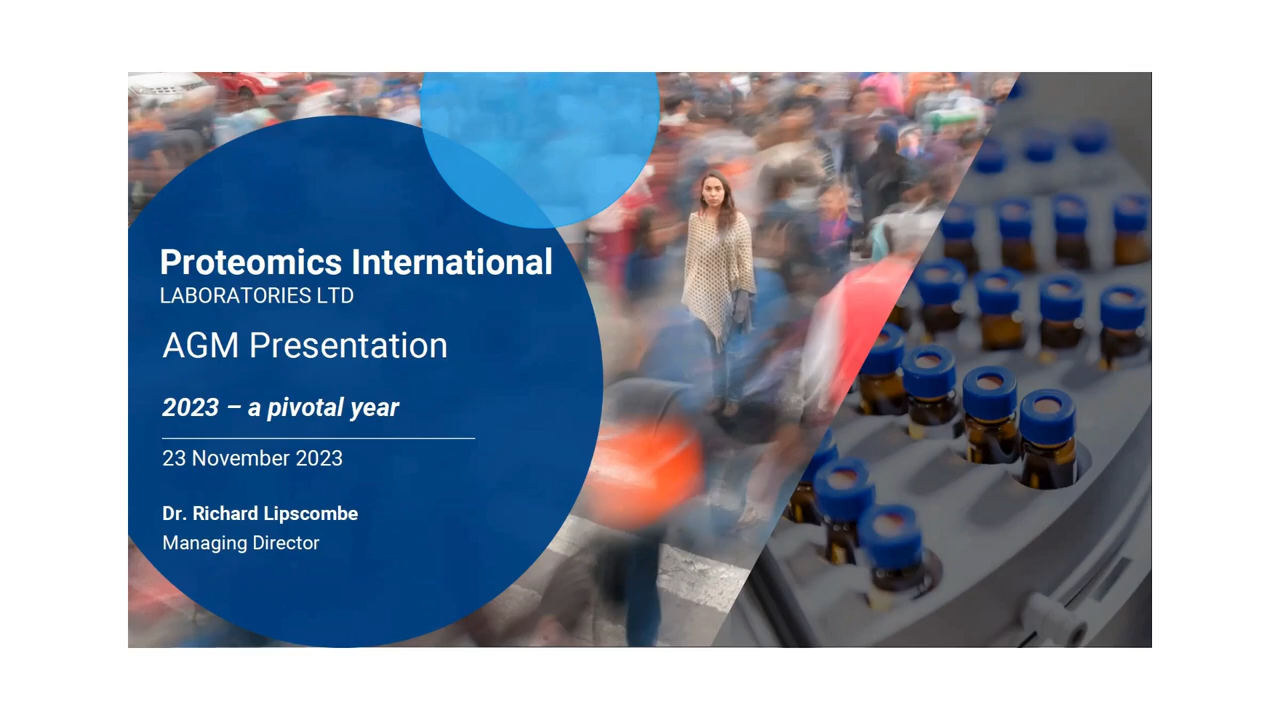 Proteomics International
LABORATORIES LTD
AGM Presentation
2023 – a pivotal year
23 November 2023
Dr. Richard Lipscombe
Managing Director